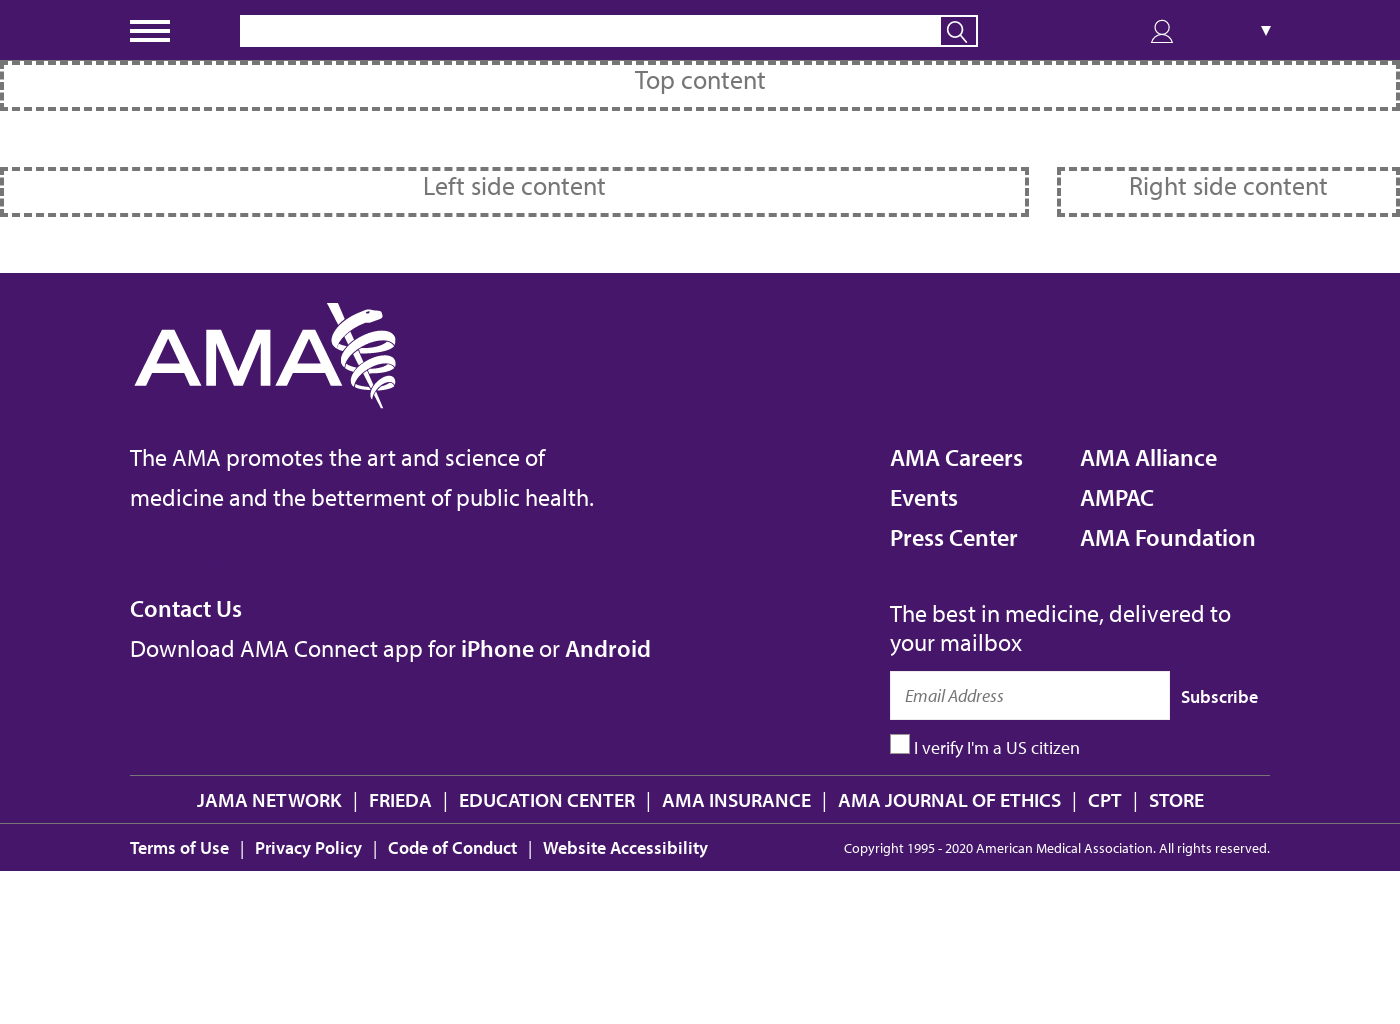 ▼
Top content
Left side content
Right side content
AMA
The AMA promotes the art and science of
medicine and the betterment of public health.
AMA Careers
Events
Press Center
AMA Alliance
AMPAC
AMA Foundation
Contact Us
Download AMA Connect app for iPhone or Android
The best in medicine, delivered to
your mailbox
Email Address
Subscribe
I verify I'm a US citizen
JAMA NETWORK | FRIEDA | EDUCATION CENTER | AMA INSURANCE | AMA JOURNAL OF ETHICS | CPT | STORE
Terms of Use | Privacy Policy | Code of Conduct | Website Accessibility
Copyright 1995 - 2020 American Medical Association. All rights reserved.